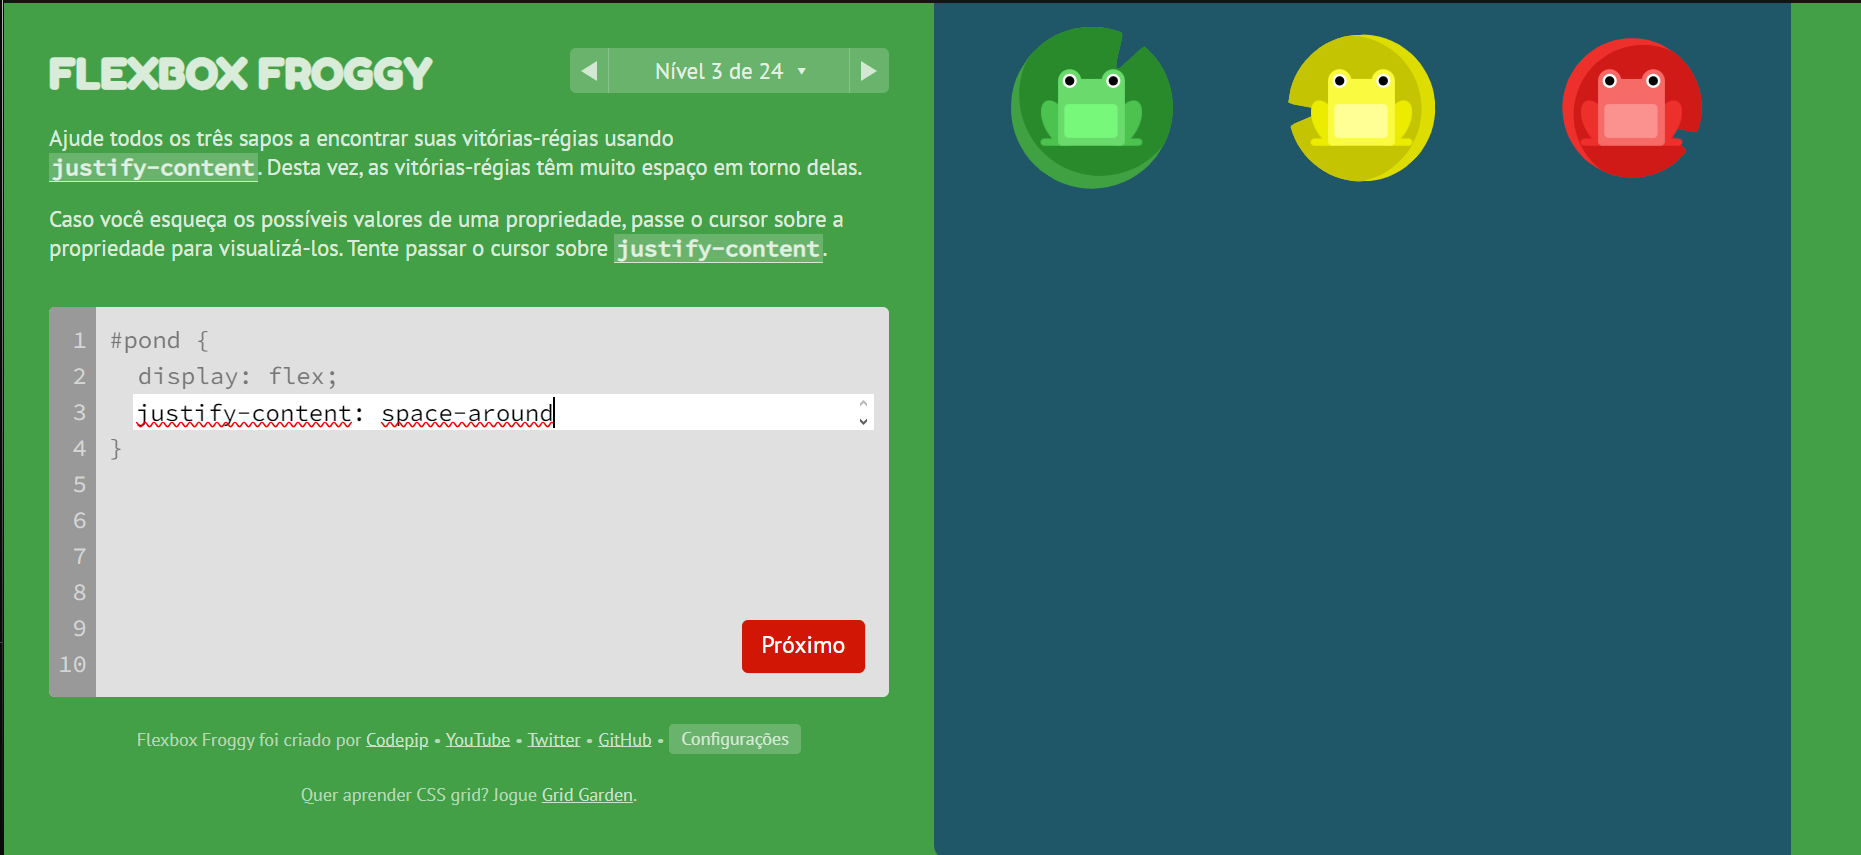 FLEXBOX FROGGY
Nível 3 de 24
Ajude todos os três sapos a encontrar suas vitórias-régias usando
justify-content. Desta vez, as vitórias-régias têm muito espaço em torno delas.
Caso você esqueça os possíveis valores de uma propriedade, passe o cursor sobre a
propriedade para visualizá-los. Tente passar o cursor sobre justify-content.
1 #pond {
2 display: flex;
3 justify-content: space-around
4 }
5
6
7
8
9
10
Próximo
Flexbox Froggy foi criado por Codepip • YouTube • Twitter • GitHub • Configurações
Quer aprender CSS grid? Jogue Grid Garden.